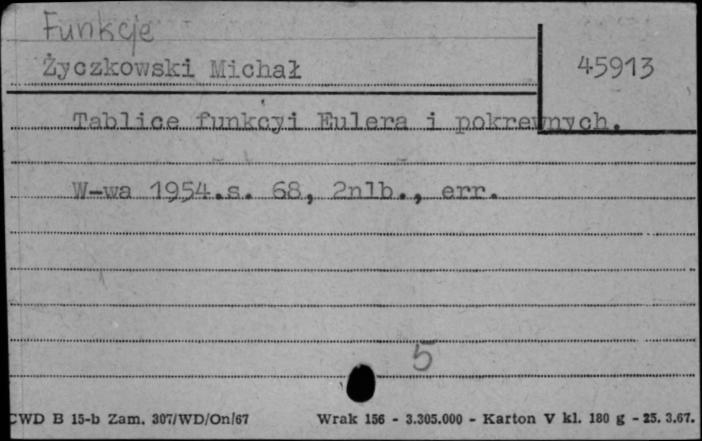 Funkcje
Życzkowski Michał
45913
Tablice funkcyi Eulera i pokrewnych.
W-wa 1954.s. 68, 2nlb., err.
5
CWD B 15-b Zam. 307/WD/On/67 Wrak 156 - 3.305.000 - Karton V kl. 180 g - 25. 3.67.